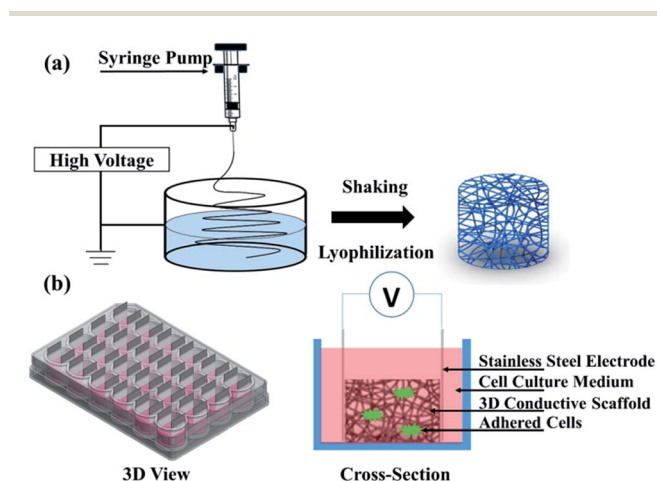 (a)
Syringe Pump
High Voltage
Shaking
Lyophilization
(b)
V
Stainless Steel Electrode
Cell Culture Medium
3D Conductive Scaffold
Adhered Cells
3D View
Cross-Section